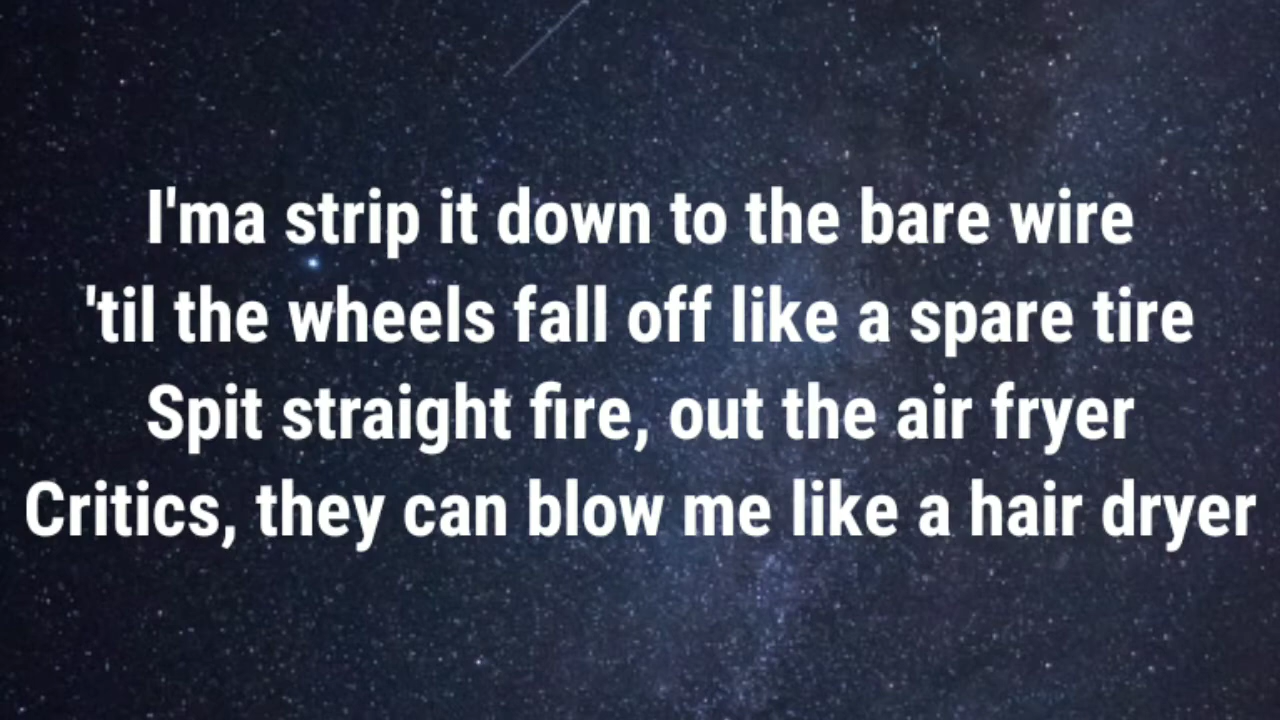 I'ma strip it down to the bare wire
'til the wheels fall off like a spare tire
Spit straight fire, out the air fryer
Critics, they can blow me like a hair dryer